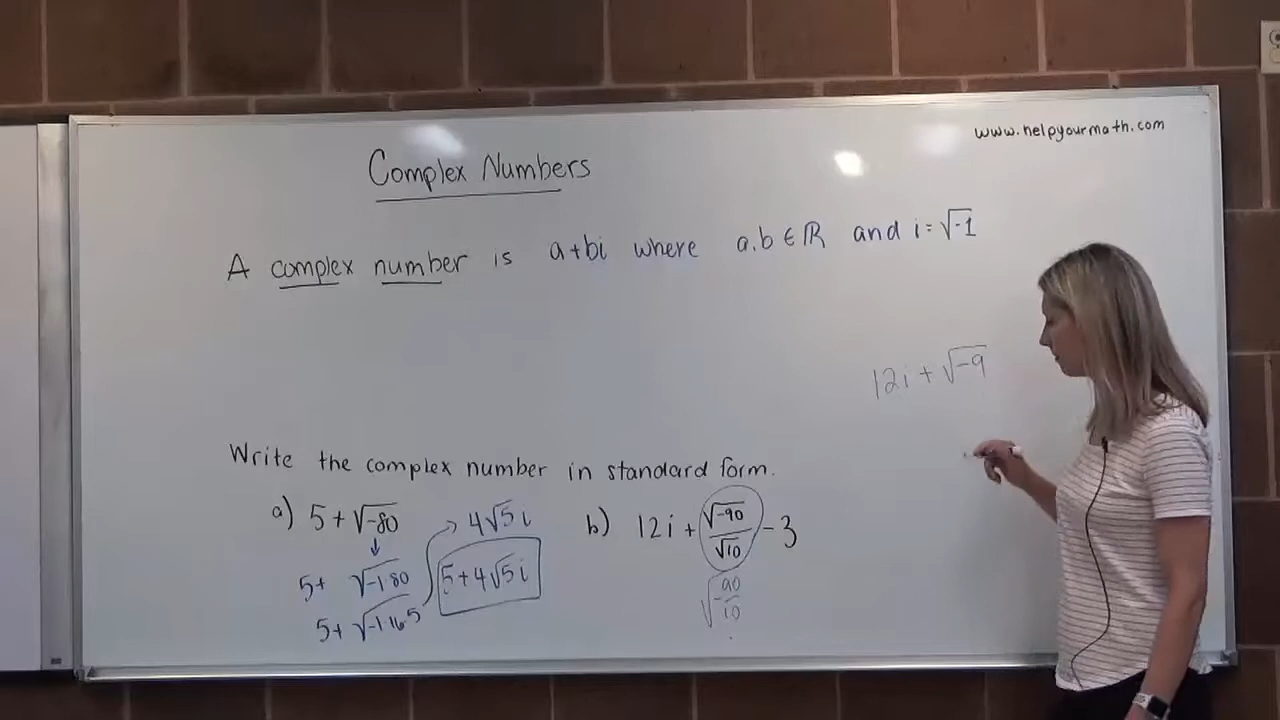 www.helpyourmath.com
Complex Numbers
A complex number is a+bi where a,b ∈ ℝ and i=√-1
12i + √-9
Write the complex number in standard form.
a) 5+√-80
4√5i
5+ √-1·80
5+4√5i
5+ √-1·16·5
b) 12i + √-90/√10 - 3
√-90/10